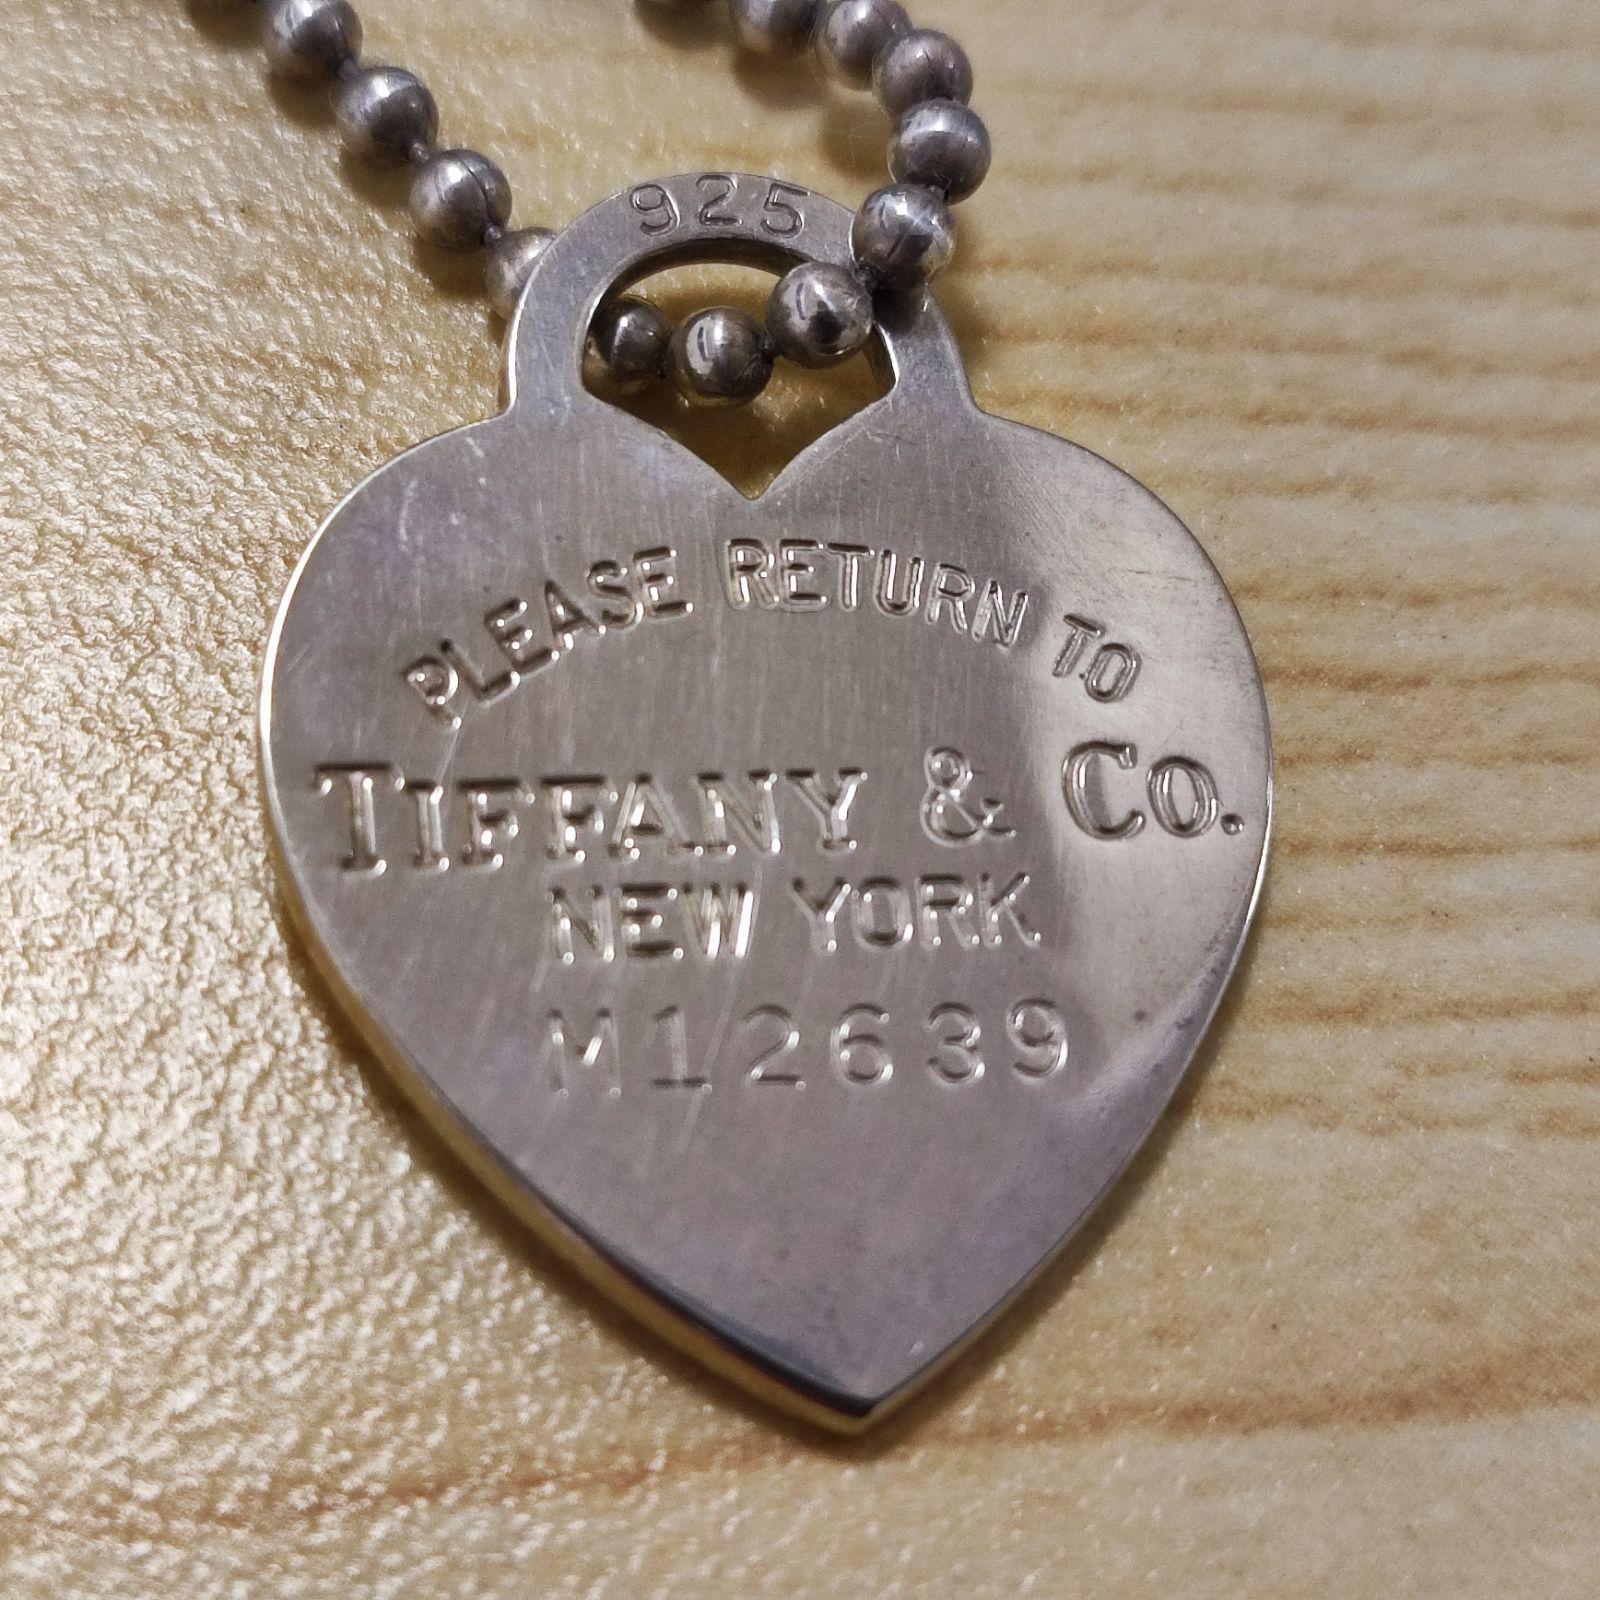 925
PLEASE RETURN TO
TIFFANY & CO.
NEW YORK
M12639